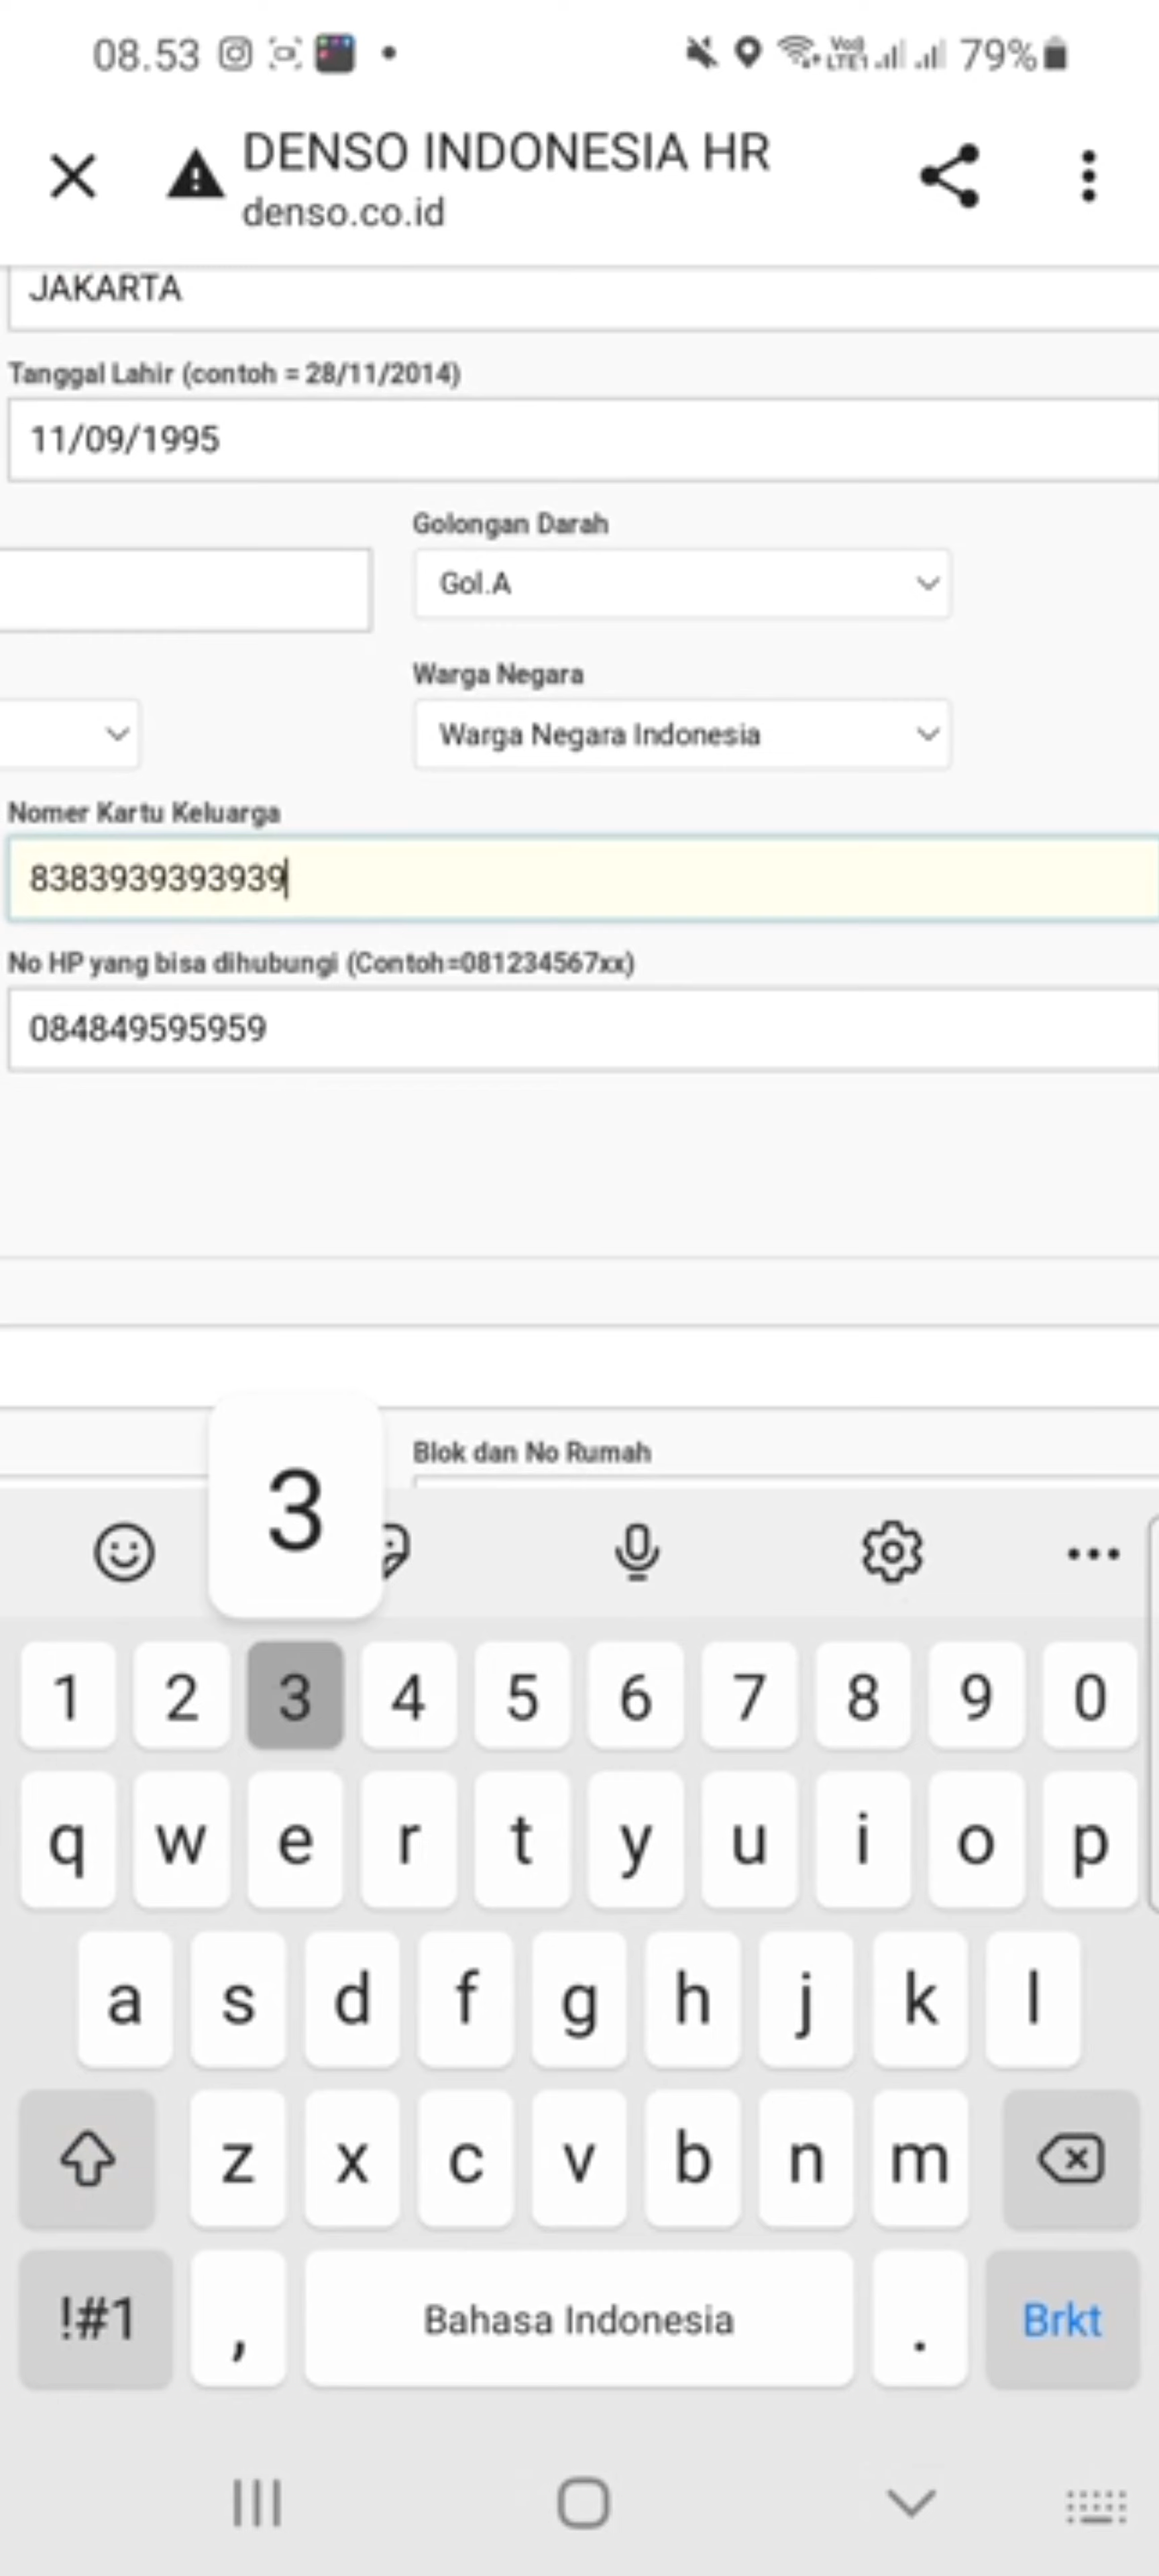 08.53
Vo))
LTE1
79%
DENSO INDONESIA HR
denso.co.id
JAKARTA
Tanggal Lahir (contoh = 28/11/2014)
11/09/1995
Golongan Darah
Gol.A
Warga Negara
Warga Negara Indonesia
Nomer Kartu Keluarga
8383939393939
No HP yang bisa dihubungi (Contoh=081234567xx)
084849595959
Blok dan No Rumah
3
1 2 3 4 5 6 7 8 9 0
q w e r t y u i o p
a s d f g h j k l
z x c v b n m
!#1 , Bahasa Indonesia . Brkt